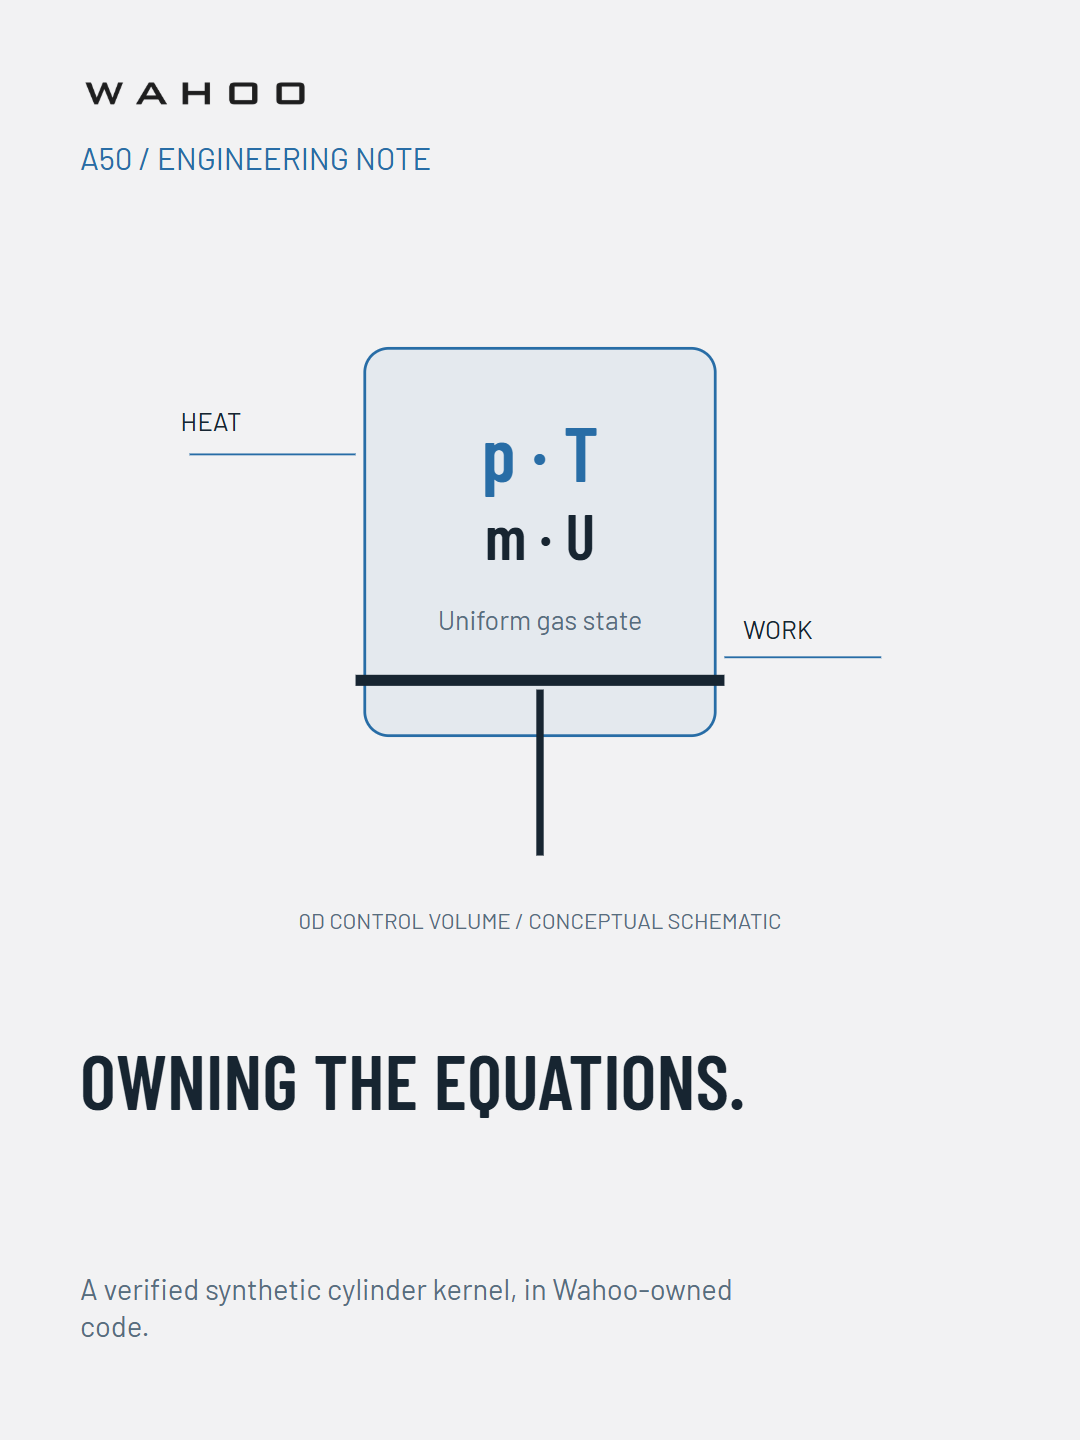 WAHOO
A50 / ENGINEERING NOTE
HEAT
p · T
m · U
Uniform gas state
WORK
0D CONTROL VOLUME / CONCEPTUAL SCHEMATIC
OWNING THE EQUATIONS.
A verified synthetic cylinder kernel, in Wahoo-owned
code.